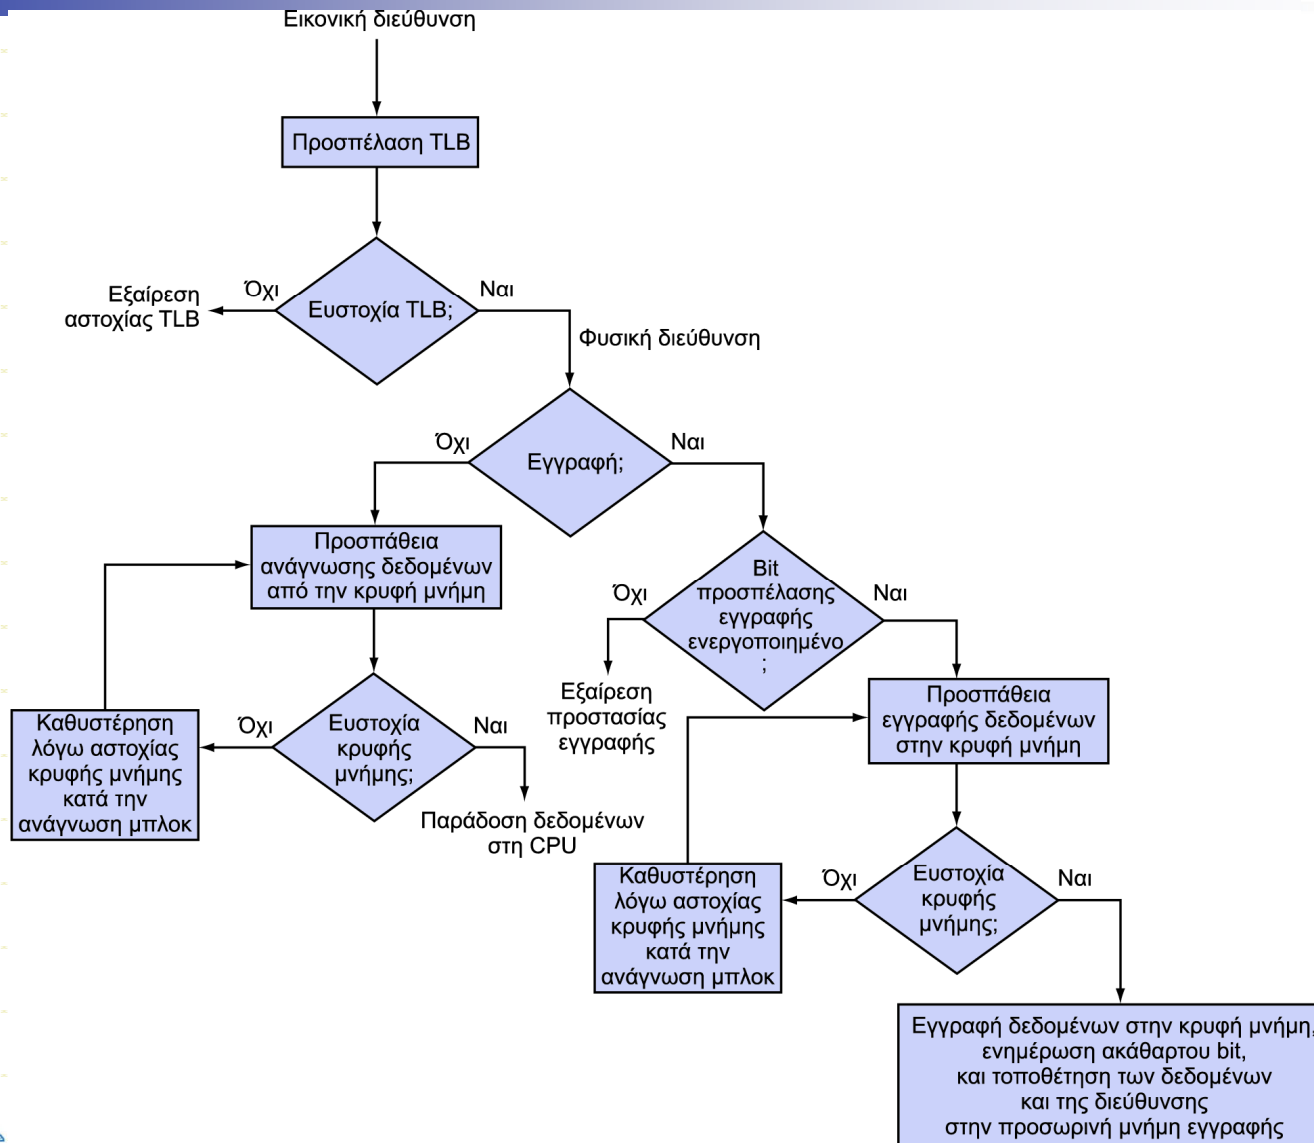 Εικονική διεύθυνση
Προσπέλαση TLB
Ευστοχία TLB;
Όχι
Ναι
Εξαίρεση
αστοχίας TLB
Φυσική διεύθυνση
Εγγραφή;
Όχι
Ναι
Προσπάθεια
ανάγνωσης δεδομένων
από την κρυφή μνήμη
Bit
προσπέλασης
εγγραφής
ενεργοποιημένο
;
Όχι
Ναι
Εξαίρεση
προστασίας
εγγραφής
Προσπάθεια
εγγραφής δεδομένων
στην κρυφή μνήμη
Καθυστέρηση
λόγω αστοχίας
κρυφής μνήμης
κατά την
ανάγνωση μπλοκ
Όχι
Ευστοχία
κρυφής
μνήμης;
Ναι
Παράδοση δεδομένων
στη CPU
Καθυστέρηση
λόγω αστοχίας
κρυφής μνήμης
κατά την
ανάγνωση μπλοκ
Όχι
Ευστοχία
κρυφής
μνήμης;
Ναι
Εγγραφή δεδομένων στην κρυφή μνήμη,
ενημέρωση ακάθαρτου bit,
και τοποθέτηση των δεδομένων
και της διεύθυνσης
στην προσωρινή μνήμη εγγραφής